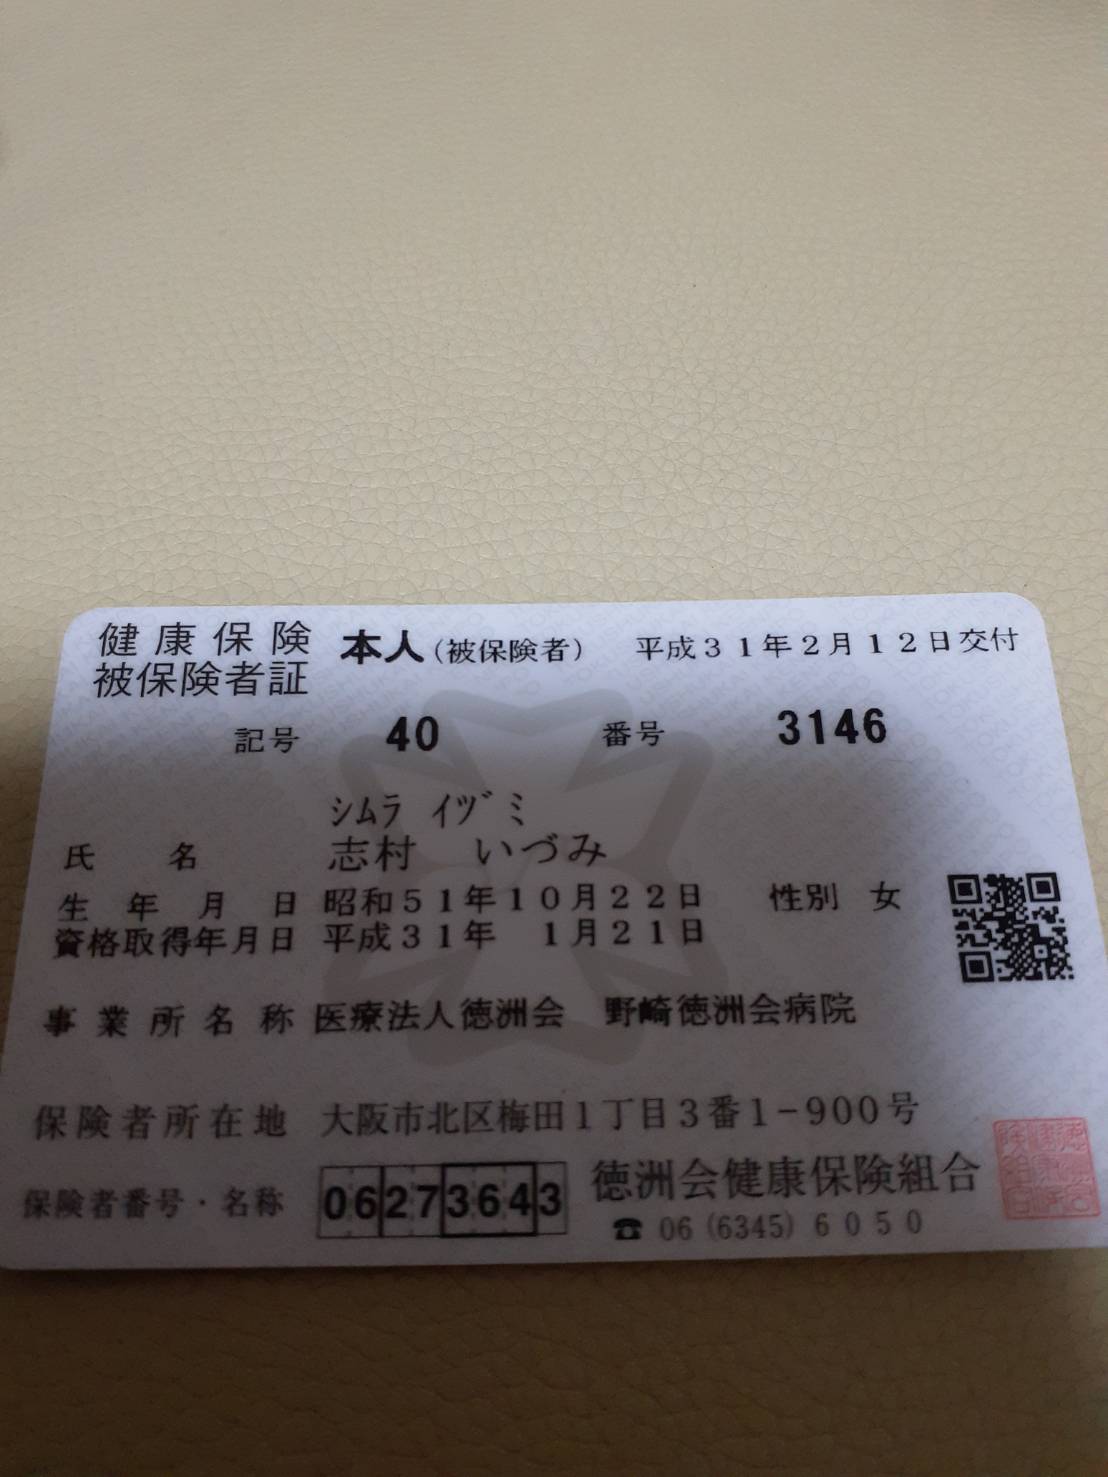 健康保険 本人(被保険者) 平成31年2月12日交付
被保険者証
記号 40 番号 3146
ｼﾑﾗ ｲﾂﾞﾐ
氏名 志村 いづみ
生年月日 昭和51年10月22日 性別 女
資格取得年月日 平成31年 1月21日
事業所名称 医療法人徳洲会 野崎徳洲会病院
保険者所在地 大阪市北区梅田1丁目3番1-900号
保険者番号・名称 06273643 徳洲会健康保険組合
☎ 06 (6345) 6050